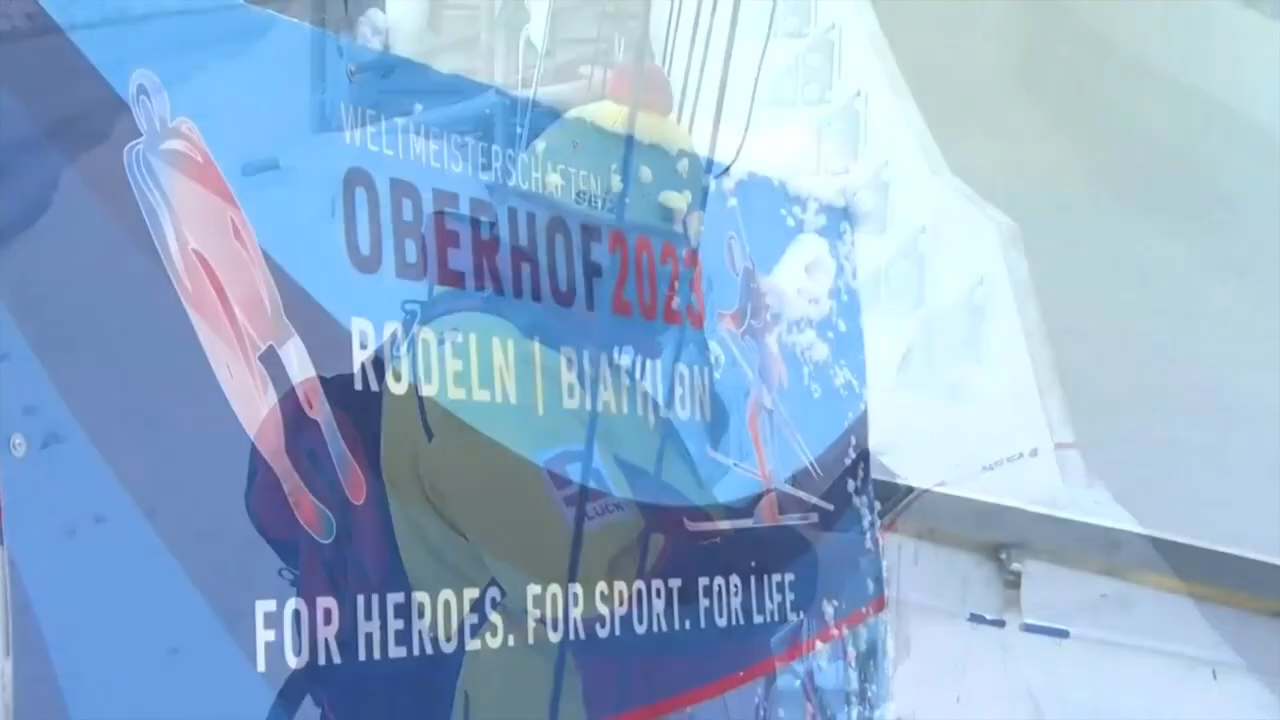 WELTMEISTERSCHAFTEN
OBERHOF2023
RODELN | BIATHLON
FOR HEROES. FOR SPORT. FOR LIFE.